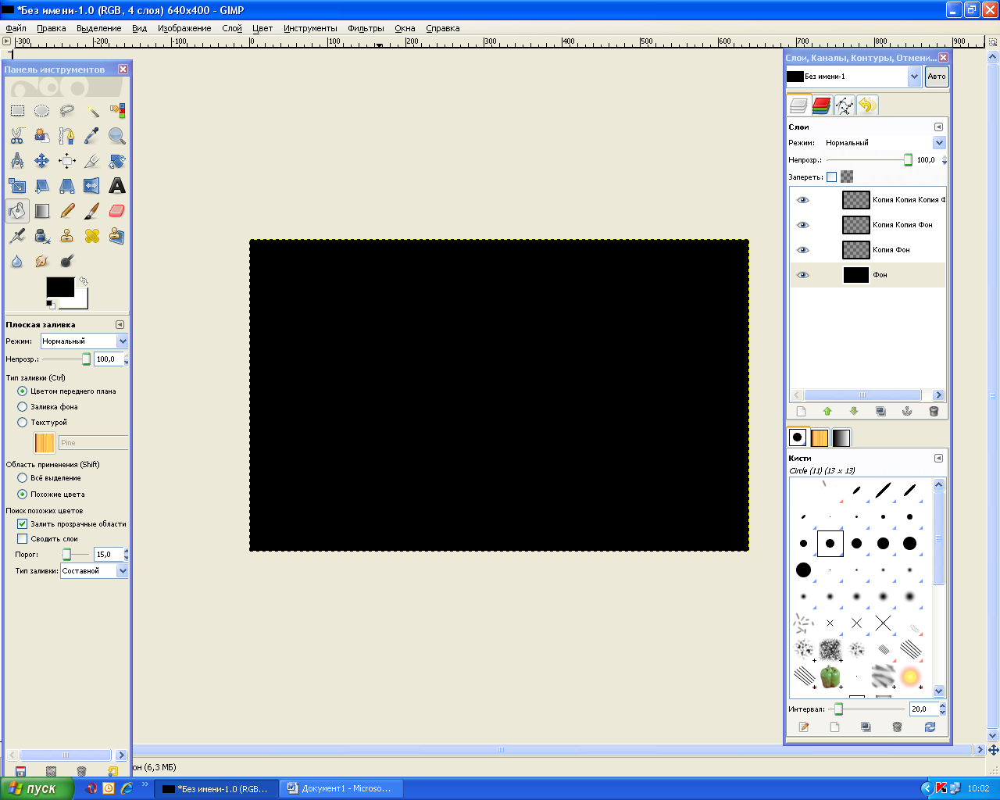 *Без имени-1.0 (RGB, 4 слоя) 640x400 - GIMP
Файл Правка Выделение Вид Изображение Слой Цвет Инструменты Фильтры Окна Справка
-300 -200 -100 0 100 200 300 400 500 600 700 800 900
Панель инструментов
Плоская заливка
Режим: Нормальный
Непрозр.: 100,0
Тип заливки (Ctrl)
Цветом переднего плана
Заливка фона
Текстурой
Pine
Область применения (Shift)
Всё выделение
Похожие цвета
Поиск похожих цветов
Залить прозрачные области
Сводить слои
Порог: 15,0
Тип заливки: Составной
Слои, Каналы, Контуры, Отмени...
Без имени-1 Авто
Слои
Режим: Нормальный
Непрозр.: 100,0
Запереть:
Копия Копия Копия Ф
Копия Копия Фон
Копия Фон
Фон
Кисти
Circle (11) (13 x 13)
Интервал: 20,0
он (6,3 МБ)
пуск
*Без имени-1.0 (RGB...
Документ1 - Microso...
10:02